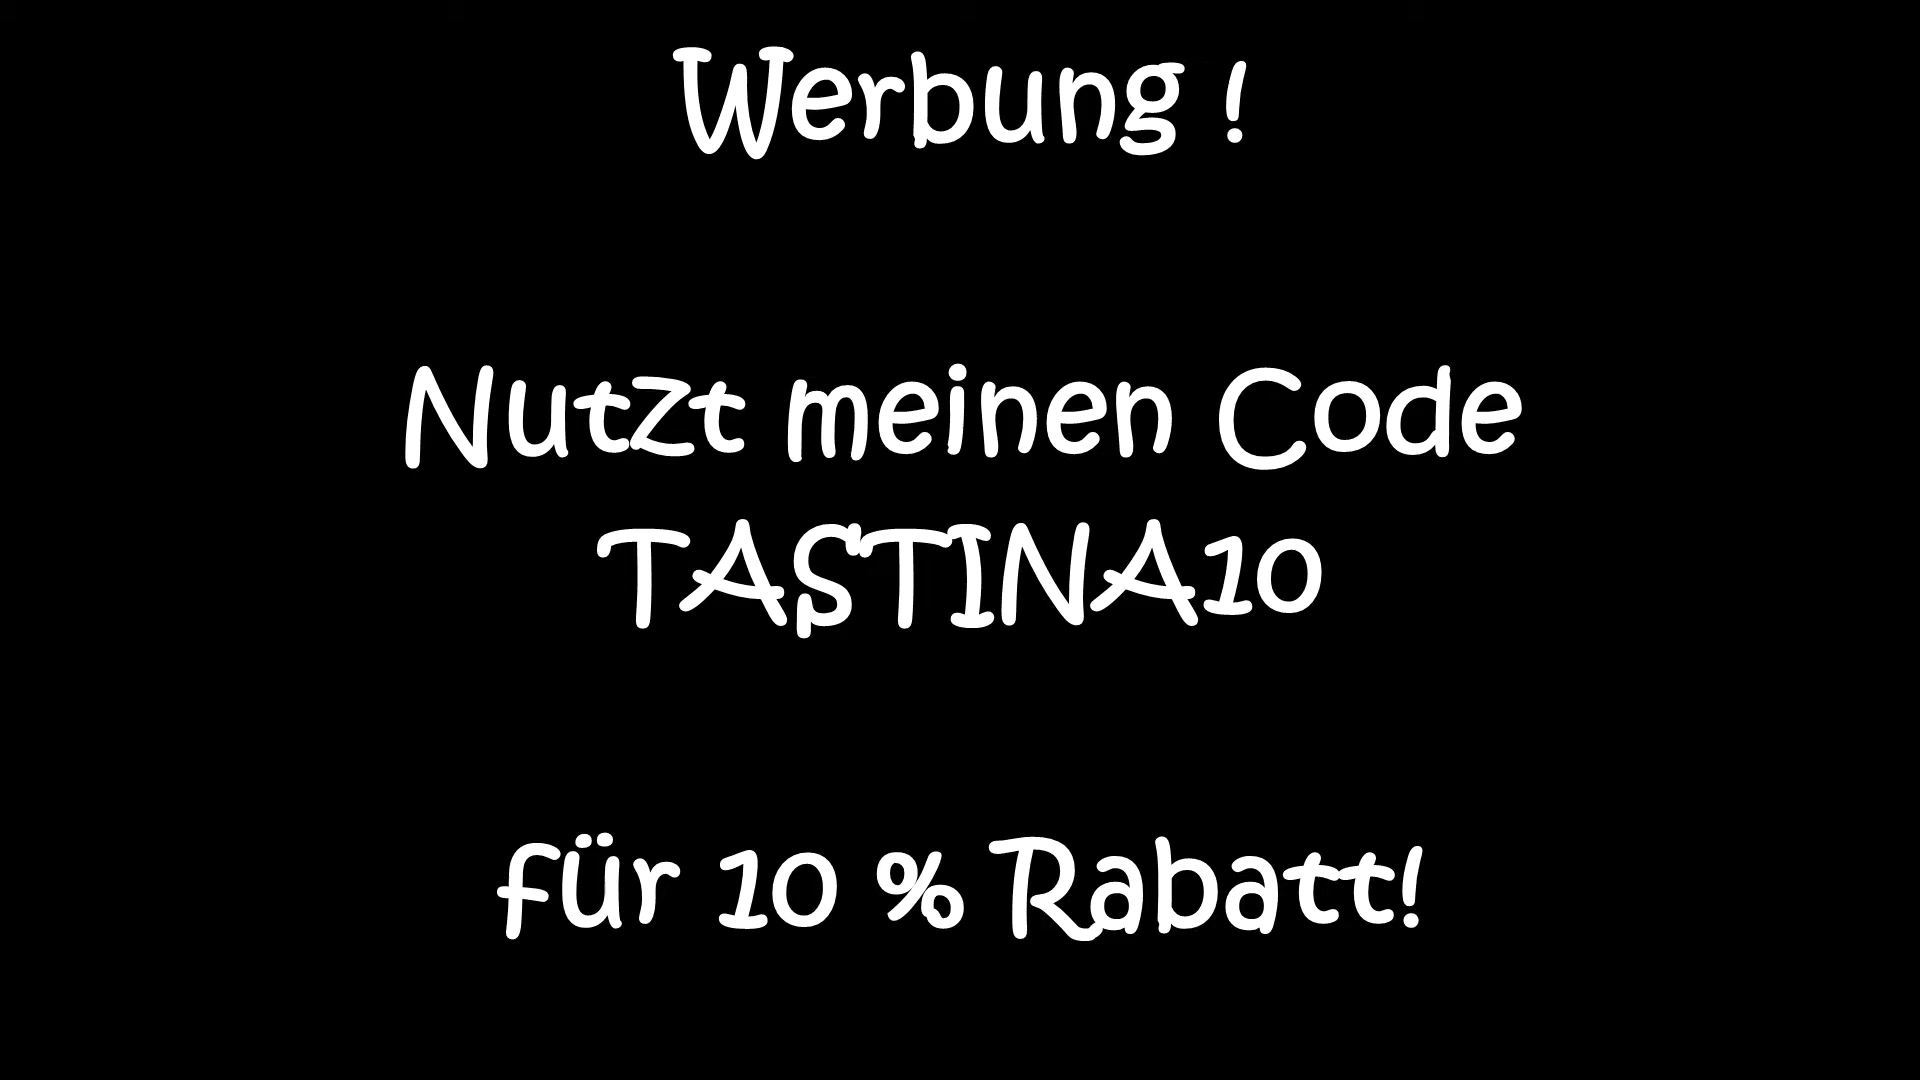 Werbung !
Nutzt meinen Code
TASTINA10
für 10 % Rabatt!